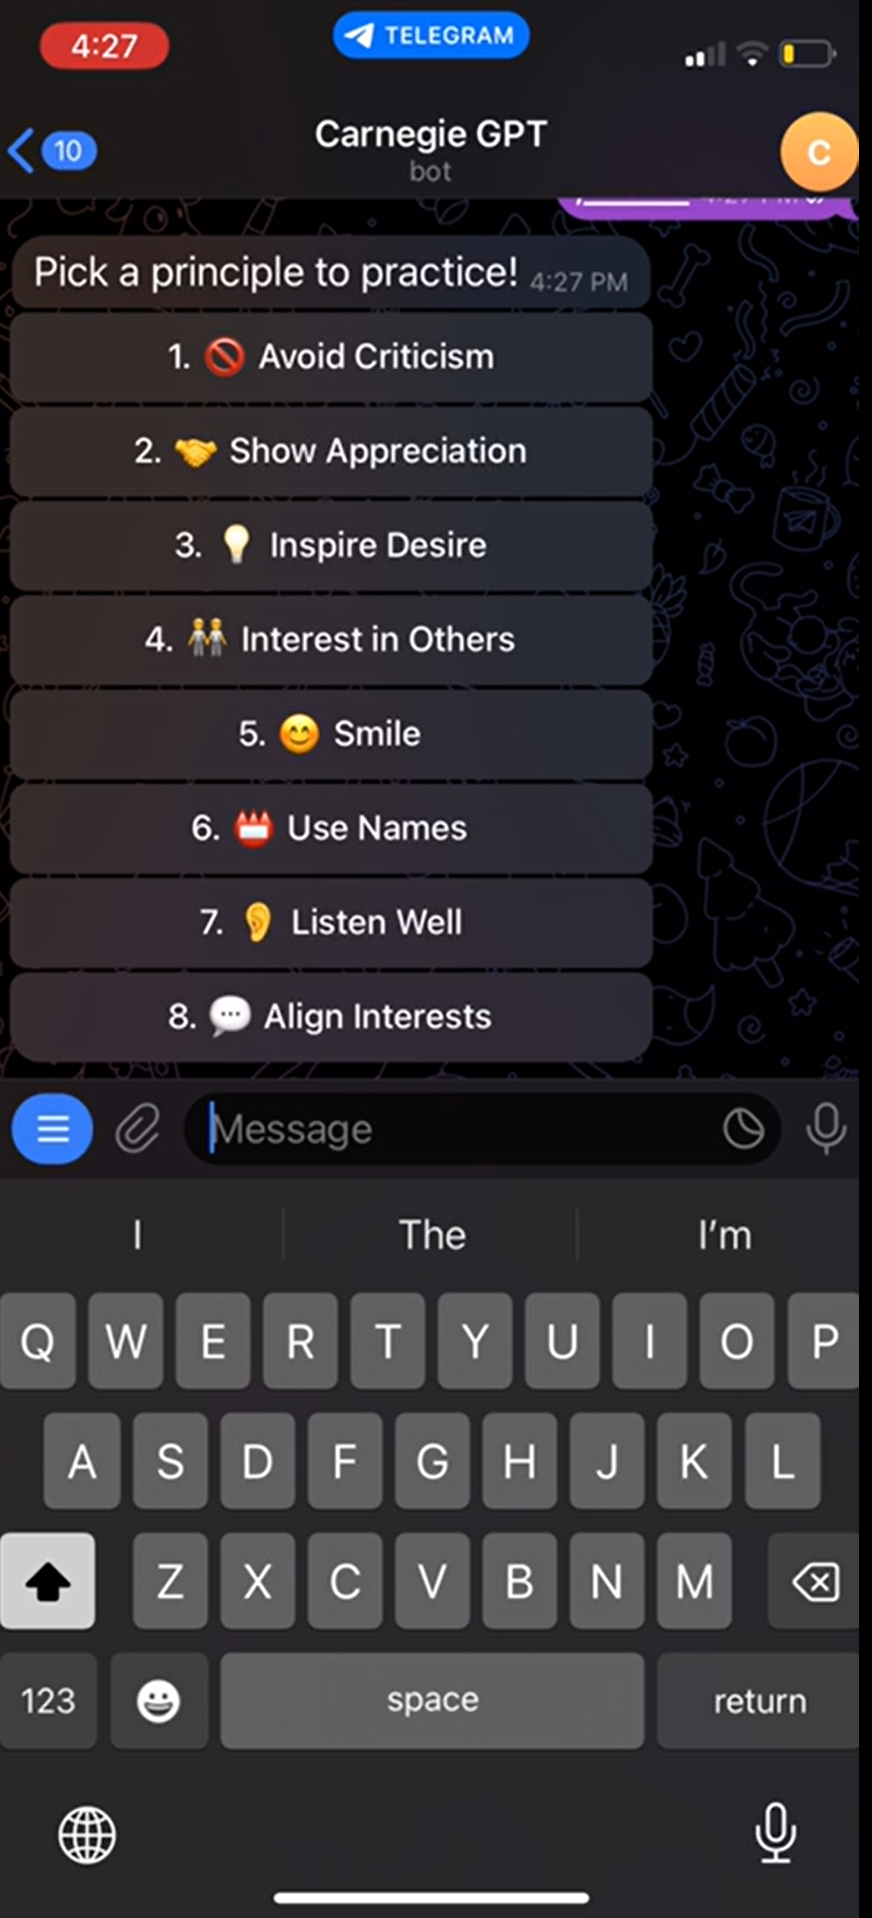 4:27
TELEGRAM
10
Carnegie GPT
bot
C
Pick a principle to practice! 4:27 PM
1. 🚫 Avoid Criticism
2. 🤝 Show Appreciation
3. 💡 Inspire Desire
4. 🧑‍🤝‍🧑 Interest in Others
5. 😊 Smile
6. 📛 Use Names
7. 👂 Listen Well
8. 💬 Align Interests
Message
I The I'm
Q W E R T Y U I O P
A S D F G H J K L
Z X C V B N M
123 space return